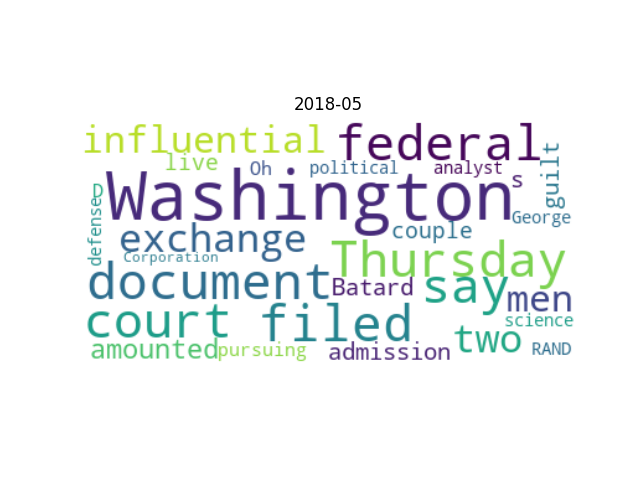 2018-05
influential federal
live Oh political analyst guilt
defense D Washington s
George
exchange couple
Corporation Thursday
document Batard say men
court filed science
amounted pursuing admission two RAND